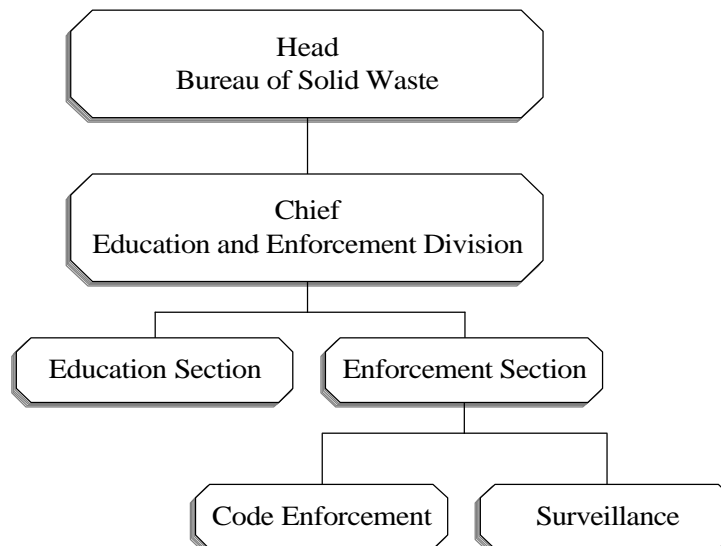 Head
Bureau of Solid Waste
Chief
Education and Enforcement Division
Education Section
Enforcement Section
Code Enforcement
Surveillance